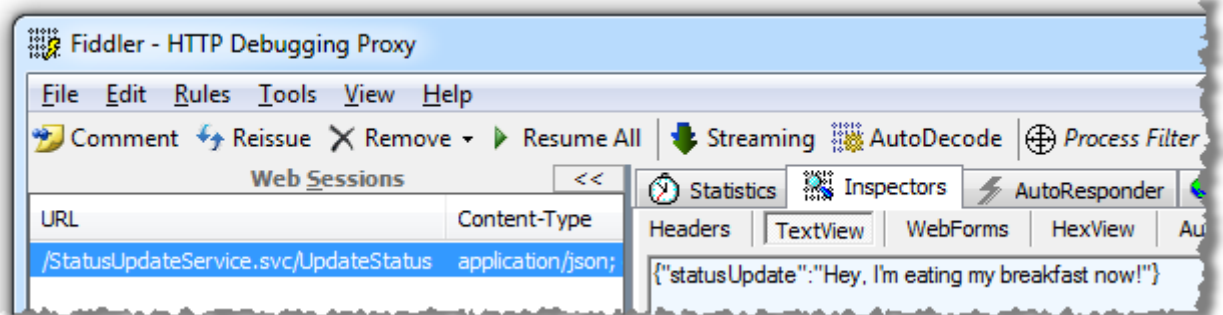 Fiddler - HTTP Debugging Proxy
File Edit Rules Tools View Help
Comment Reissue Remove Resume All Streaming AutoDecode Process Filter
Web Sessions <<
Statistics Inspectors AutoResponder
URL Content-Type
Headers TextView WebForms HexView Au
/StatusUpdateService.svc/UpdateStatus application/json;
{"statusUpdate":"Hey, I'm eating my breakfast now!"}